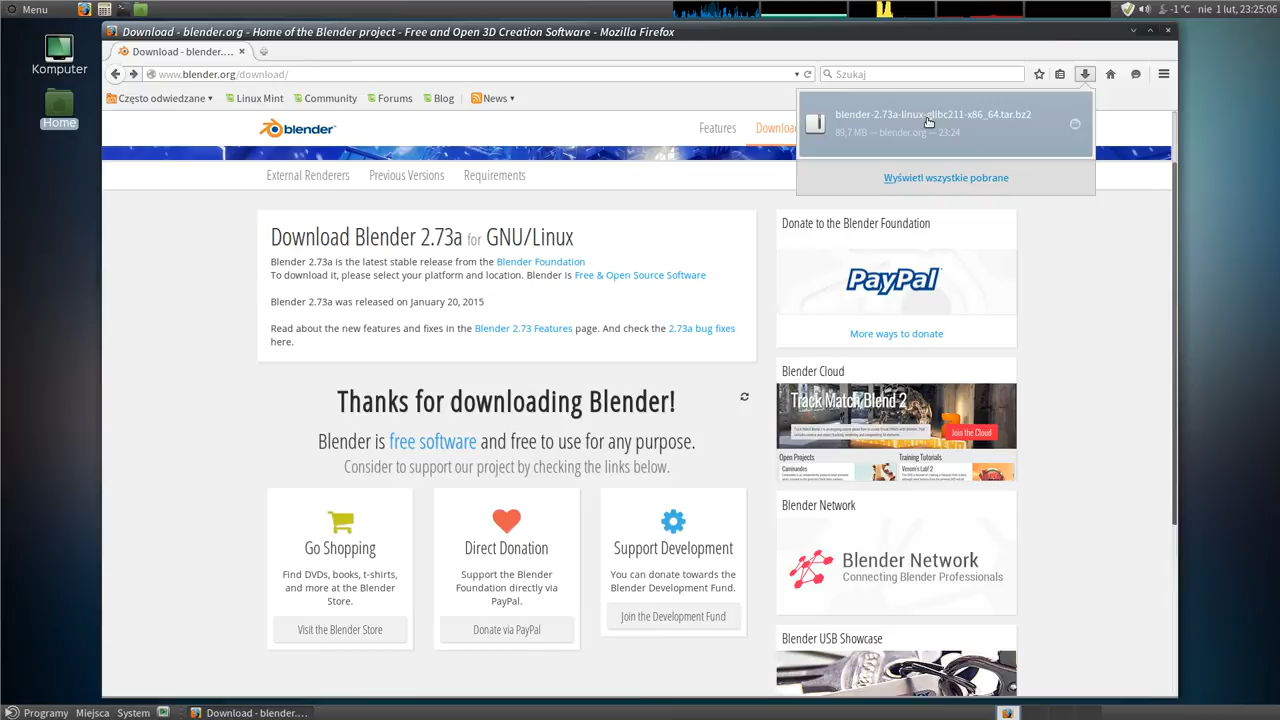 Menu
-1 °C
nie 1 lut, 23:25:06
Download - blender.org - Home of the Blender project - Free and Open 3D Creation Software - Mozilla Firefox
Komputer
Home
Download - blender....
www.blender.org/download/
Szukaj
Często odwiedzane
Linux Mint
Community
Forums
Blog
News
blender-2.73a-linux-glibc211-x86_64.tar.bz2
89,7 MB — blender.org — 23:24
Wyświetl wszystkie pobrane
blender
Features
External Renderers
Previous Versions
Requirements
Download Blender 2.73a for GNU/Linux
Blender 2.73a is the latest stable release from the Blender Foundation
To download it, please select your platform and location. Blender is Free & Open Source Software
Blender 2.73a was released on January 20, 2015
Read about the new features and fixes in the Blender 2.73 Features page. And check the 2.73a bug fixes
here.
Thanks for downloading Blender!
Blender is free software and free to use for any purpose.
Consider to support our project by checking the links below.
Go Shopping
Find DVDs, books, t-shirts,
and more at the Blender
Store.
Visit the Blender Store
Direct Donation
Support the Blender
Foundation directly via
PayPal.
Donate via PayPal
Support Development
You can donate towards the
Blender Development Fund.
Join the Development Fund
Donate to the Blender Foundation
PayPal
More ways to donate
Blender Cloud
Track Match Blend 2
Join the Cloud
Open Projects
Training Tutorials
Caminandes
Venom's Lab! 2
Blender Network
Blender Network
Connecting Blender Professionals
Blender USB Showcase
Programy
Miejsca
System
Download - blender....